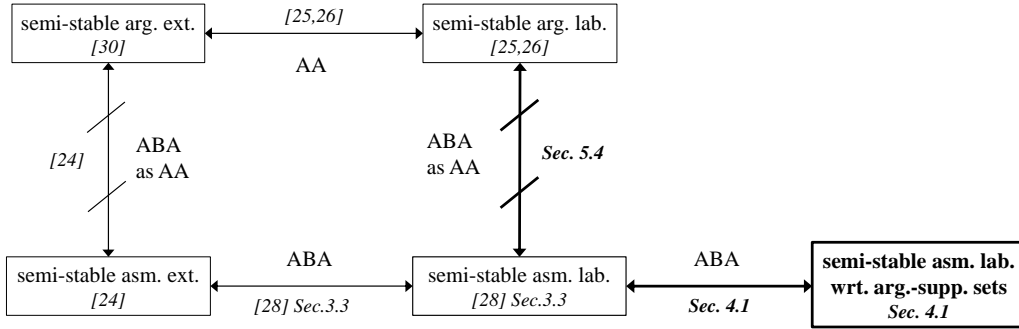 semi-stable arg. ext.
[30]
[25,26]
AA
semi-stable arg. lab.
[25,26]
[24]
ABA
as AA
ABA
as AA
Sec. 5.4
semi-stable asm. ext.
[24]
ABA
[28] Sec.3.3
semi-stable asm. lab.
[28] Sec.3.3
ABA
Sec. 4.1
semi-stable asm. lab.
wrt. arg.-supp. sets
Sec. 4.1